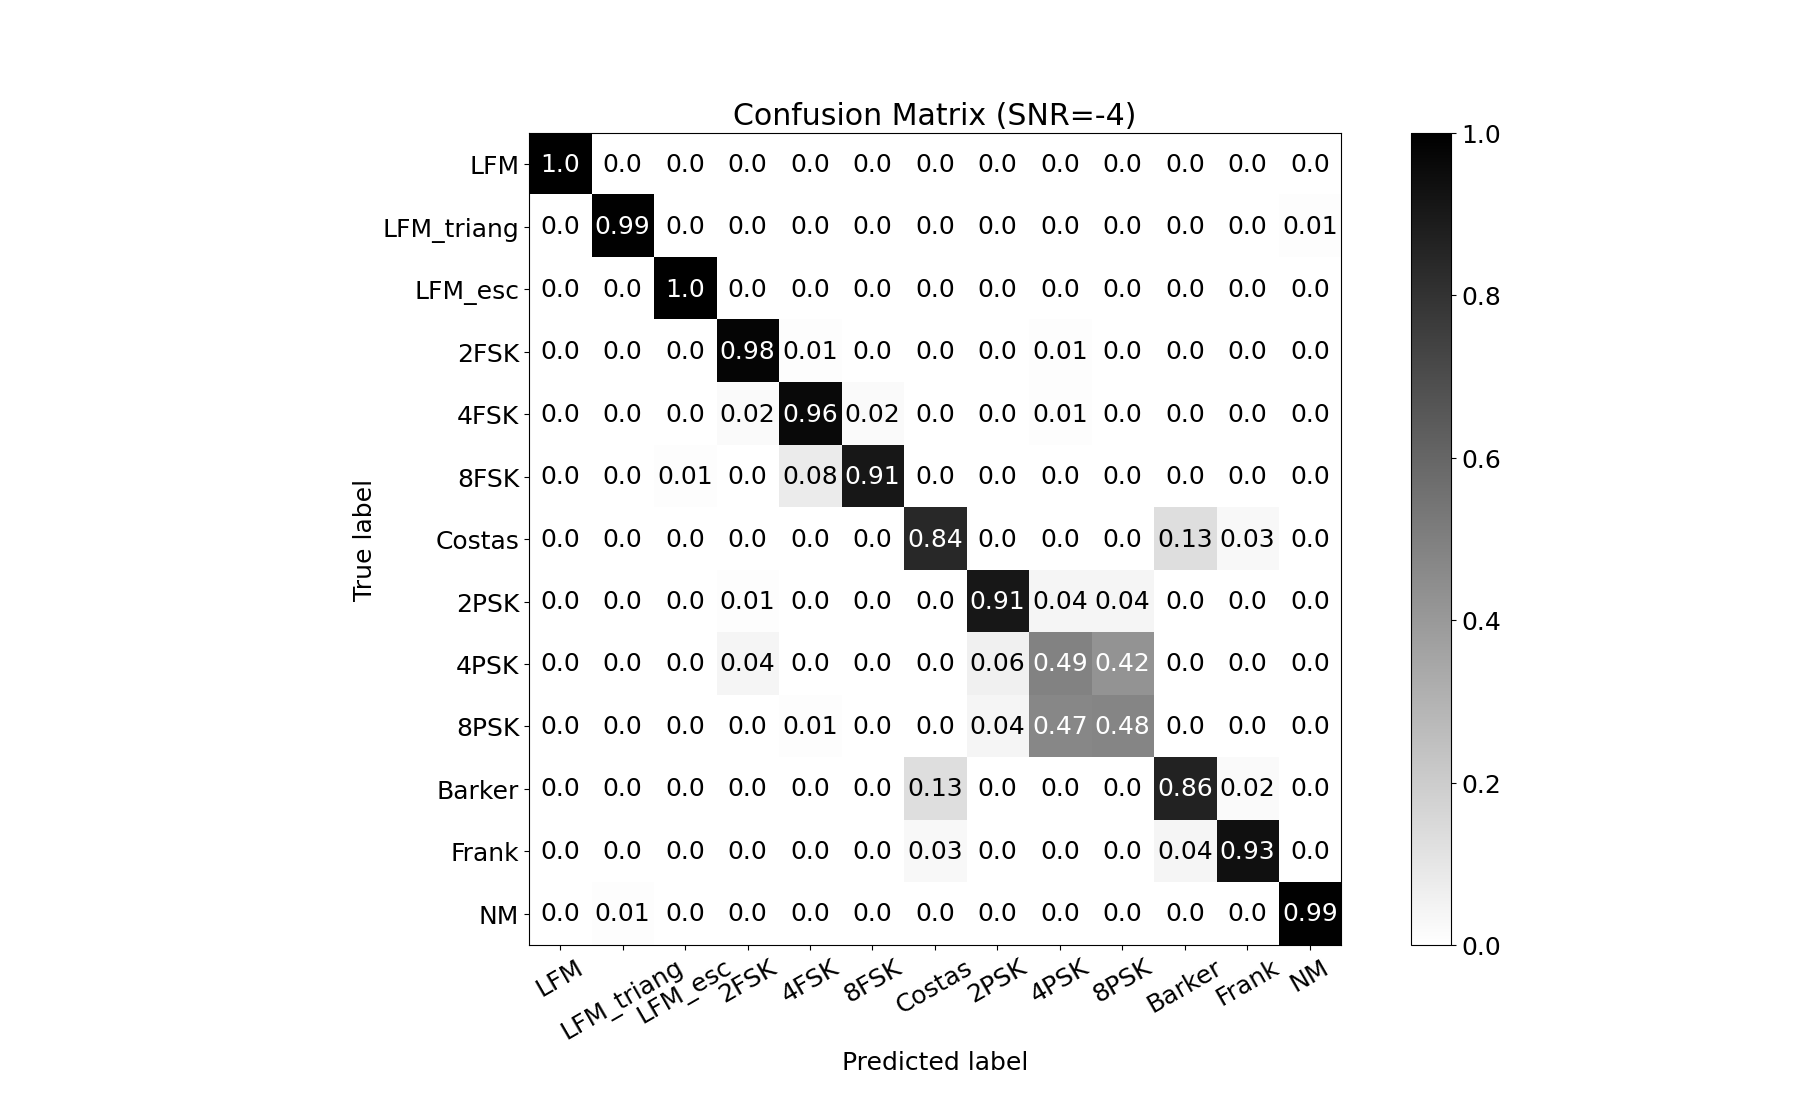 Confusion Matrix (SNR=-4)
LFM 1.0 0.0 0.0 0.0 0.0 0.0 0.0 0.0 0.0 0.0 0.0 0.0 0.0
LFM_triang 0.0 0.99 0.0 0.0 0.0 0.0 0.0 0.0 0.0 0.0 0.0 0.0 0.01
LFM_esc 0.0 0.0 1.0 0.0 0.0 0.0 0.0 0.0 0.0 0.0 0.0 0.0 0.0
2FSK 0.0 0.0 0.0 0.98 0.01 0.0 0.0 0.0 0.01 0.0 0.0 0.0 0.0
4FSK 0.0 0.0 0.0 0.02 0.96 0.02 0.0 0.0 0.01 0.0 0.0 0.0 0.0
8FSK 0.0 0.0 0.01 0.0 0.08 0.91 0.0 0.0 0.0 0.0 0.0 0.0 0.0
Costas 0.0 0.0 0.0 0.0 0.0 0.0 0.84 0.0 0.0 0.0 0.13 0.03 0.0
2PSK 0.0 0.0 0.0 0.01 0.0 0.0 0.0 0.91 0.04 0.04 0.0 0.0 0.0
4PSK 0.0 0.0 0.0 0.04 0.0 0.0 0.0 0.06 0.49 0.42 0.0 0.0 0.0
8PSK 0.0 0.0 0.0 0.0 0.01 0.0 0.0 0.04 0.47 0.48 0.0 0.0 0.0
Barker 0.0 0.0 0.0 0.0 0.0 0.0 0.13 0.0 0.0 0.0 0.86 0.02 0.0
Frank 0.0 0.0 0.0 0.0 0.0 0.0 0.03 0.0 0.0 0.0 0.04 0.93 0.0
NM 0.0 0.01 0.0 0.0 0.0 0.0 0.0 0.0 0.0 0.0 0.0 0.0 0.99
LFM LFM_triang LFM_esc 2FSK 4FSK 8FSK Costas 2PSK 4PSK 8PSK Barker Frank NM
Predicted label
True label
1.0
0.8
0.6
0.4
0.2
0.0